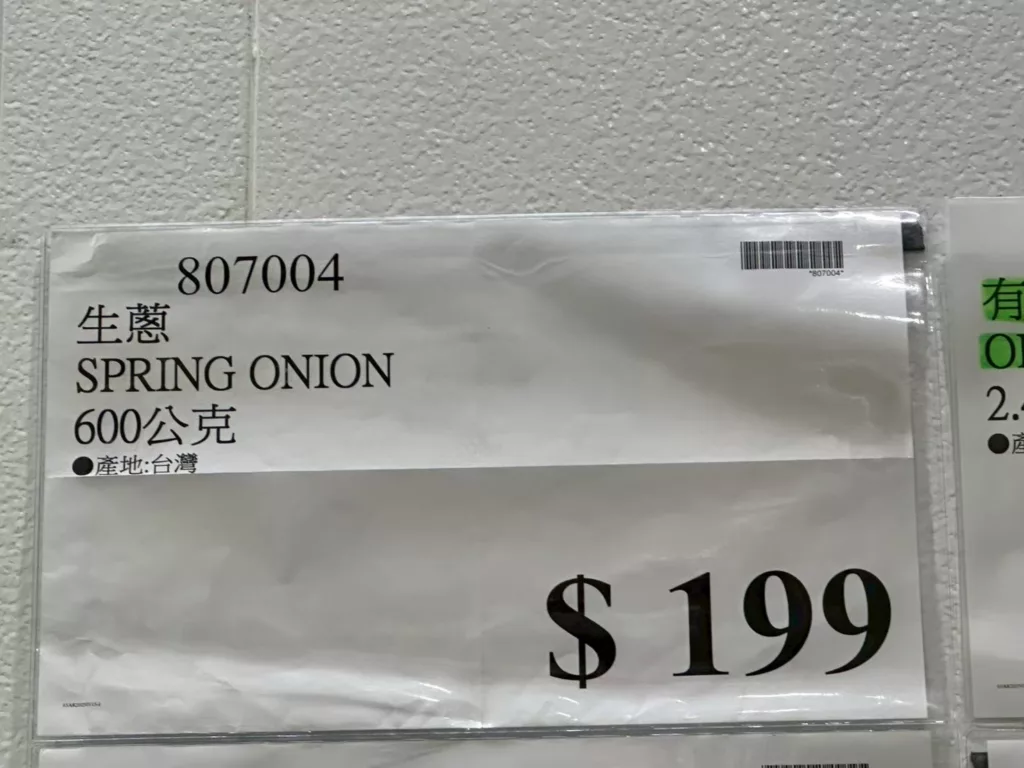 807004
*807004*
生蔥
SPRING ONION
600公克
●產地:台灣
$ 199
有
2.
●產